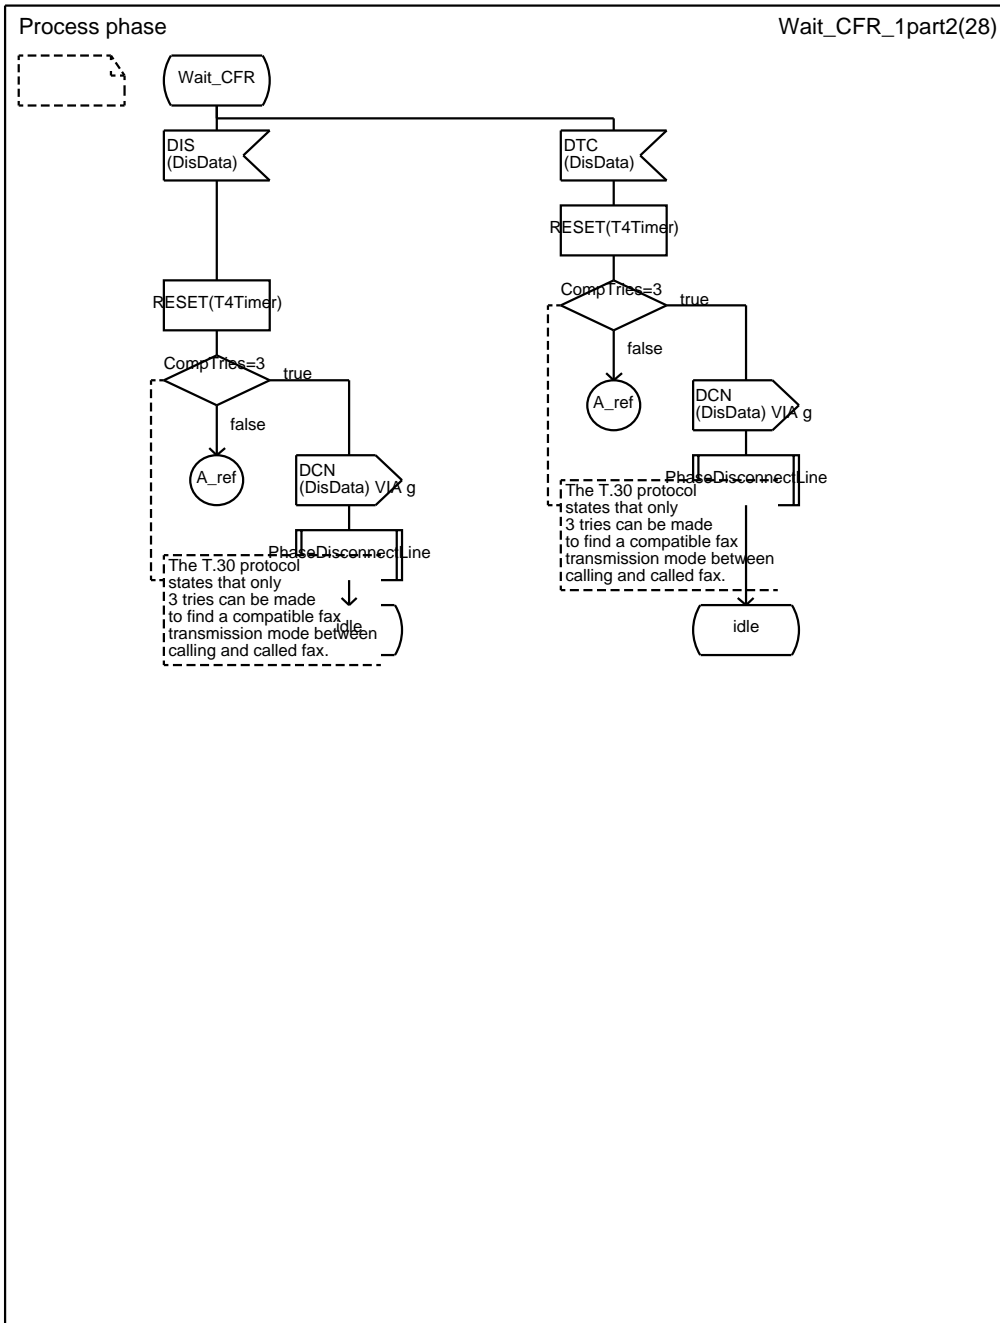 Process phase
Wait_CFR_1part2(28)
Wait_CFR
DIS
(DisData)
RESET(T4Timer)
CompTries=3
true
false
A_ref
DCN
(DisData) VIA g
PhaseDisconnectLine
The T.30 protocol
states that only
3 tries can be made
to find a compatible fax
transmission mode between
calling and called fax.
idle
DTC
(DisData)
RESET(T4Timer)
CompTries=3
true
false
A_ref
DCN
(DisData) VIA g
PhaseDisconnectLine
The T.30 protocol
states that only
3 tries can be made
to find a compatible fax
transmission mode between
calling and called fax.
idle